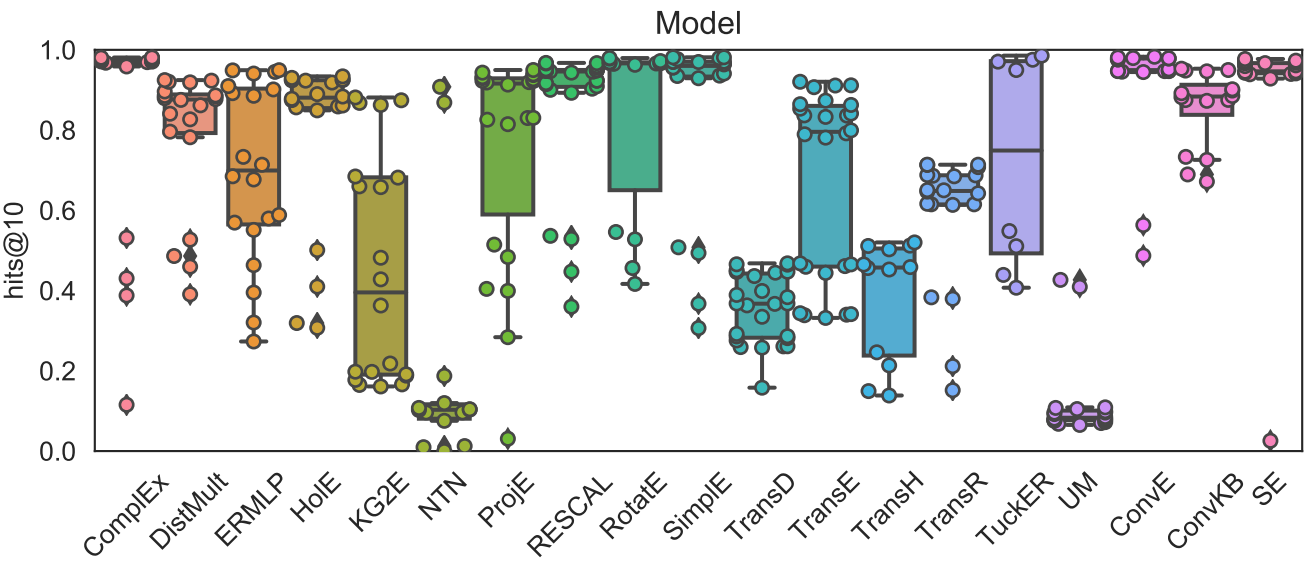 Model
hits@10
1.0
0.8
0.6
0.4
0.2
0.0
ComplEx
DistMult
ERMLP
HolE
KG2E
NTN
ProjE
RESCAL
RotatE
SimplE
TransD
TransE
TransH
TransR
TuckER
UM
ConvE
ConvKB
SE